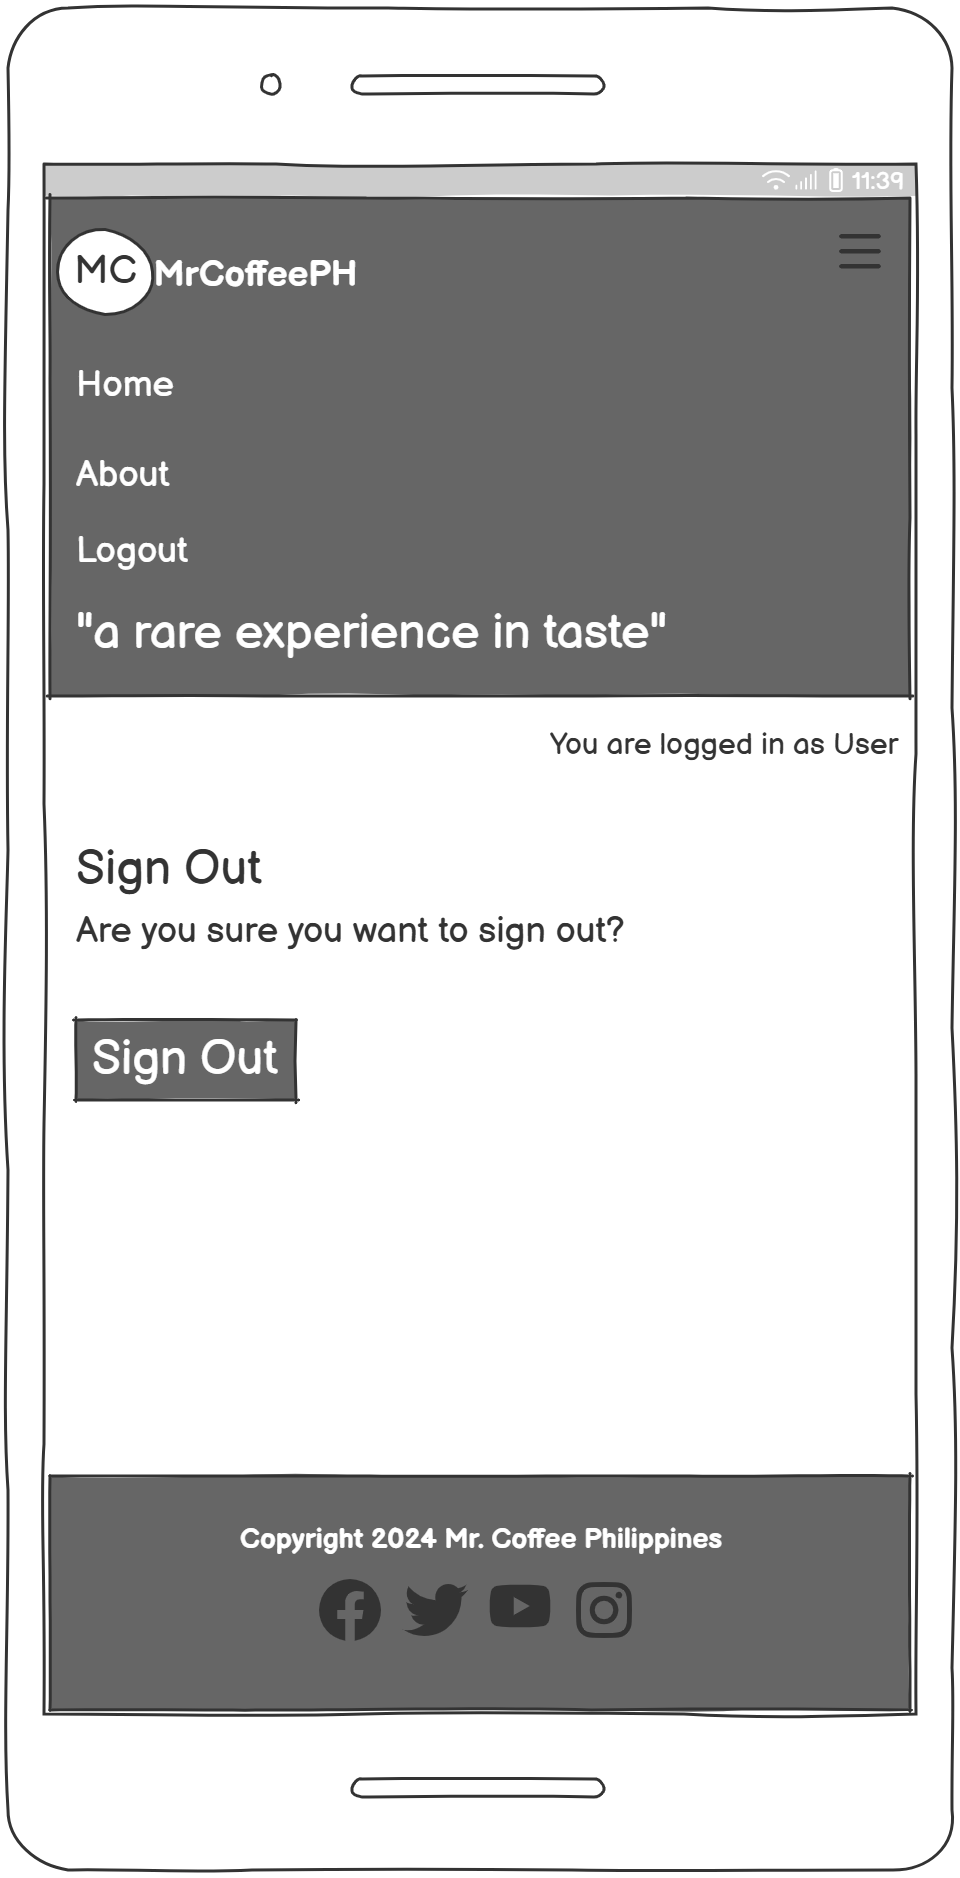 11:39
MC MrCoffeePH
Home
About
Logout
"a rare experience in taste"
You are logged in as User
Sign Out
Are you sure you want to sign out?
Sign Out
Copyright 2024 Mr. Coffee Philippines